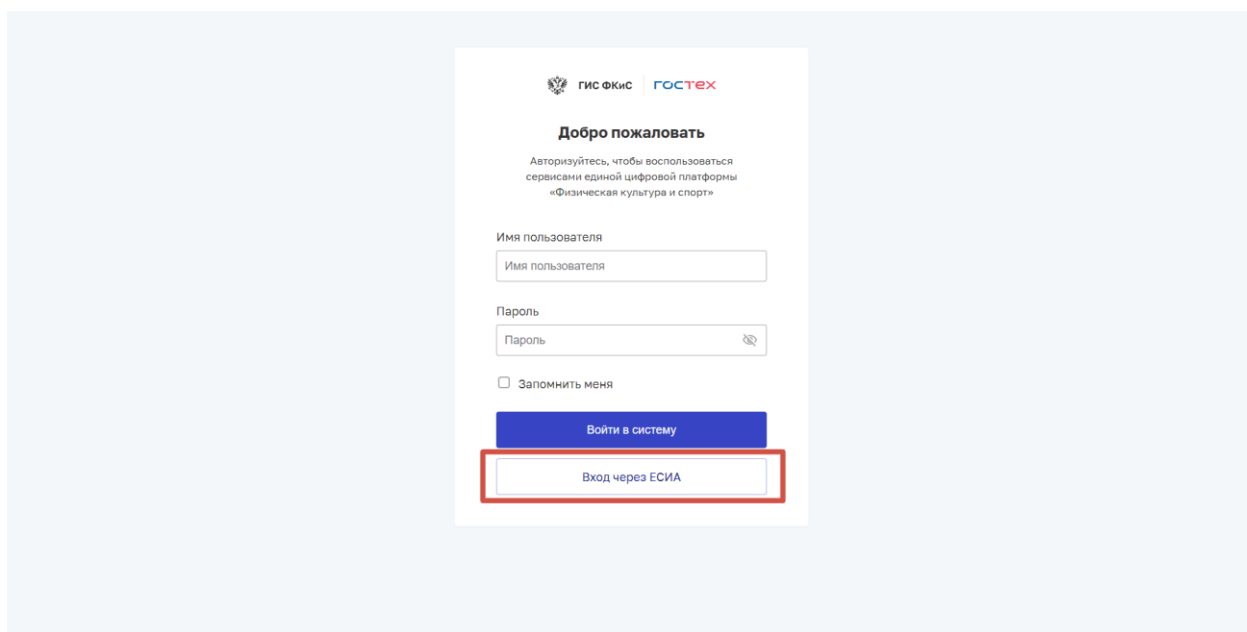 ГИС ФКиС гостех
Добро пожаловать
Авторизуйтесь, чтобы воспользоваться
сервисами единой цифровой платформы
«Физическая культура и спорт»
Имя пользователя
Имя пользователя
Пароль
Пароль
Запомнить меня
Войти в систему
Вход через ЕСИА